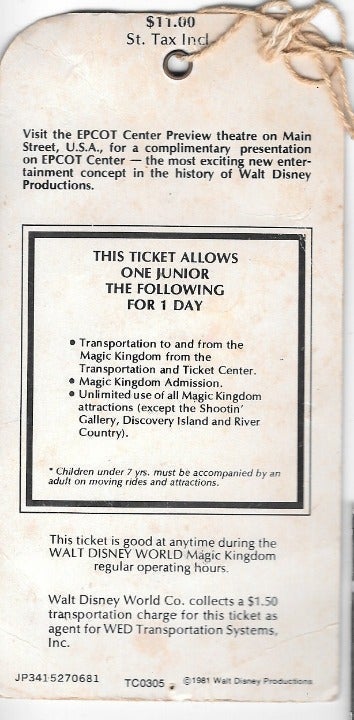 $11.00
St. Tax Incl
Visit the EPCOT Center Preview theatre on Main
Street, U.S.A., for a complimentary presentation
on EPCOT Center — the most exciting new enter-
tainment concept in the history of Walt Disney
Productions.
THIS TICKET ALLOWS
ONE JUNIOR
THE FOLLOWING
FOR 1 DAY
• Transportation to and from the
Magic Kingdom from the
Transportation and Ticket Center.
• Magic Kingdom Admission.
• Unlimited use of all Magic Kingdom
attractions (except the Shootin'
Gallery, Discovery Island and River
Country).
* Children under 7 yrs. must be accompanied by an
adult on moving rides and attractions.
This ticket is good at anytime during the
WALT DISNEY WORLD Magic Kingdom
regular operating hours.
Walt Disney World Co. collects a $1.50
transportation charge for this ticket as
agent for WED Transportation Systems,
Inc.
JP3415270681 TC0305 ©1981 Walt Disney Productions